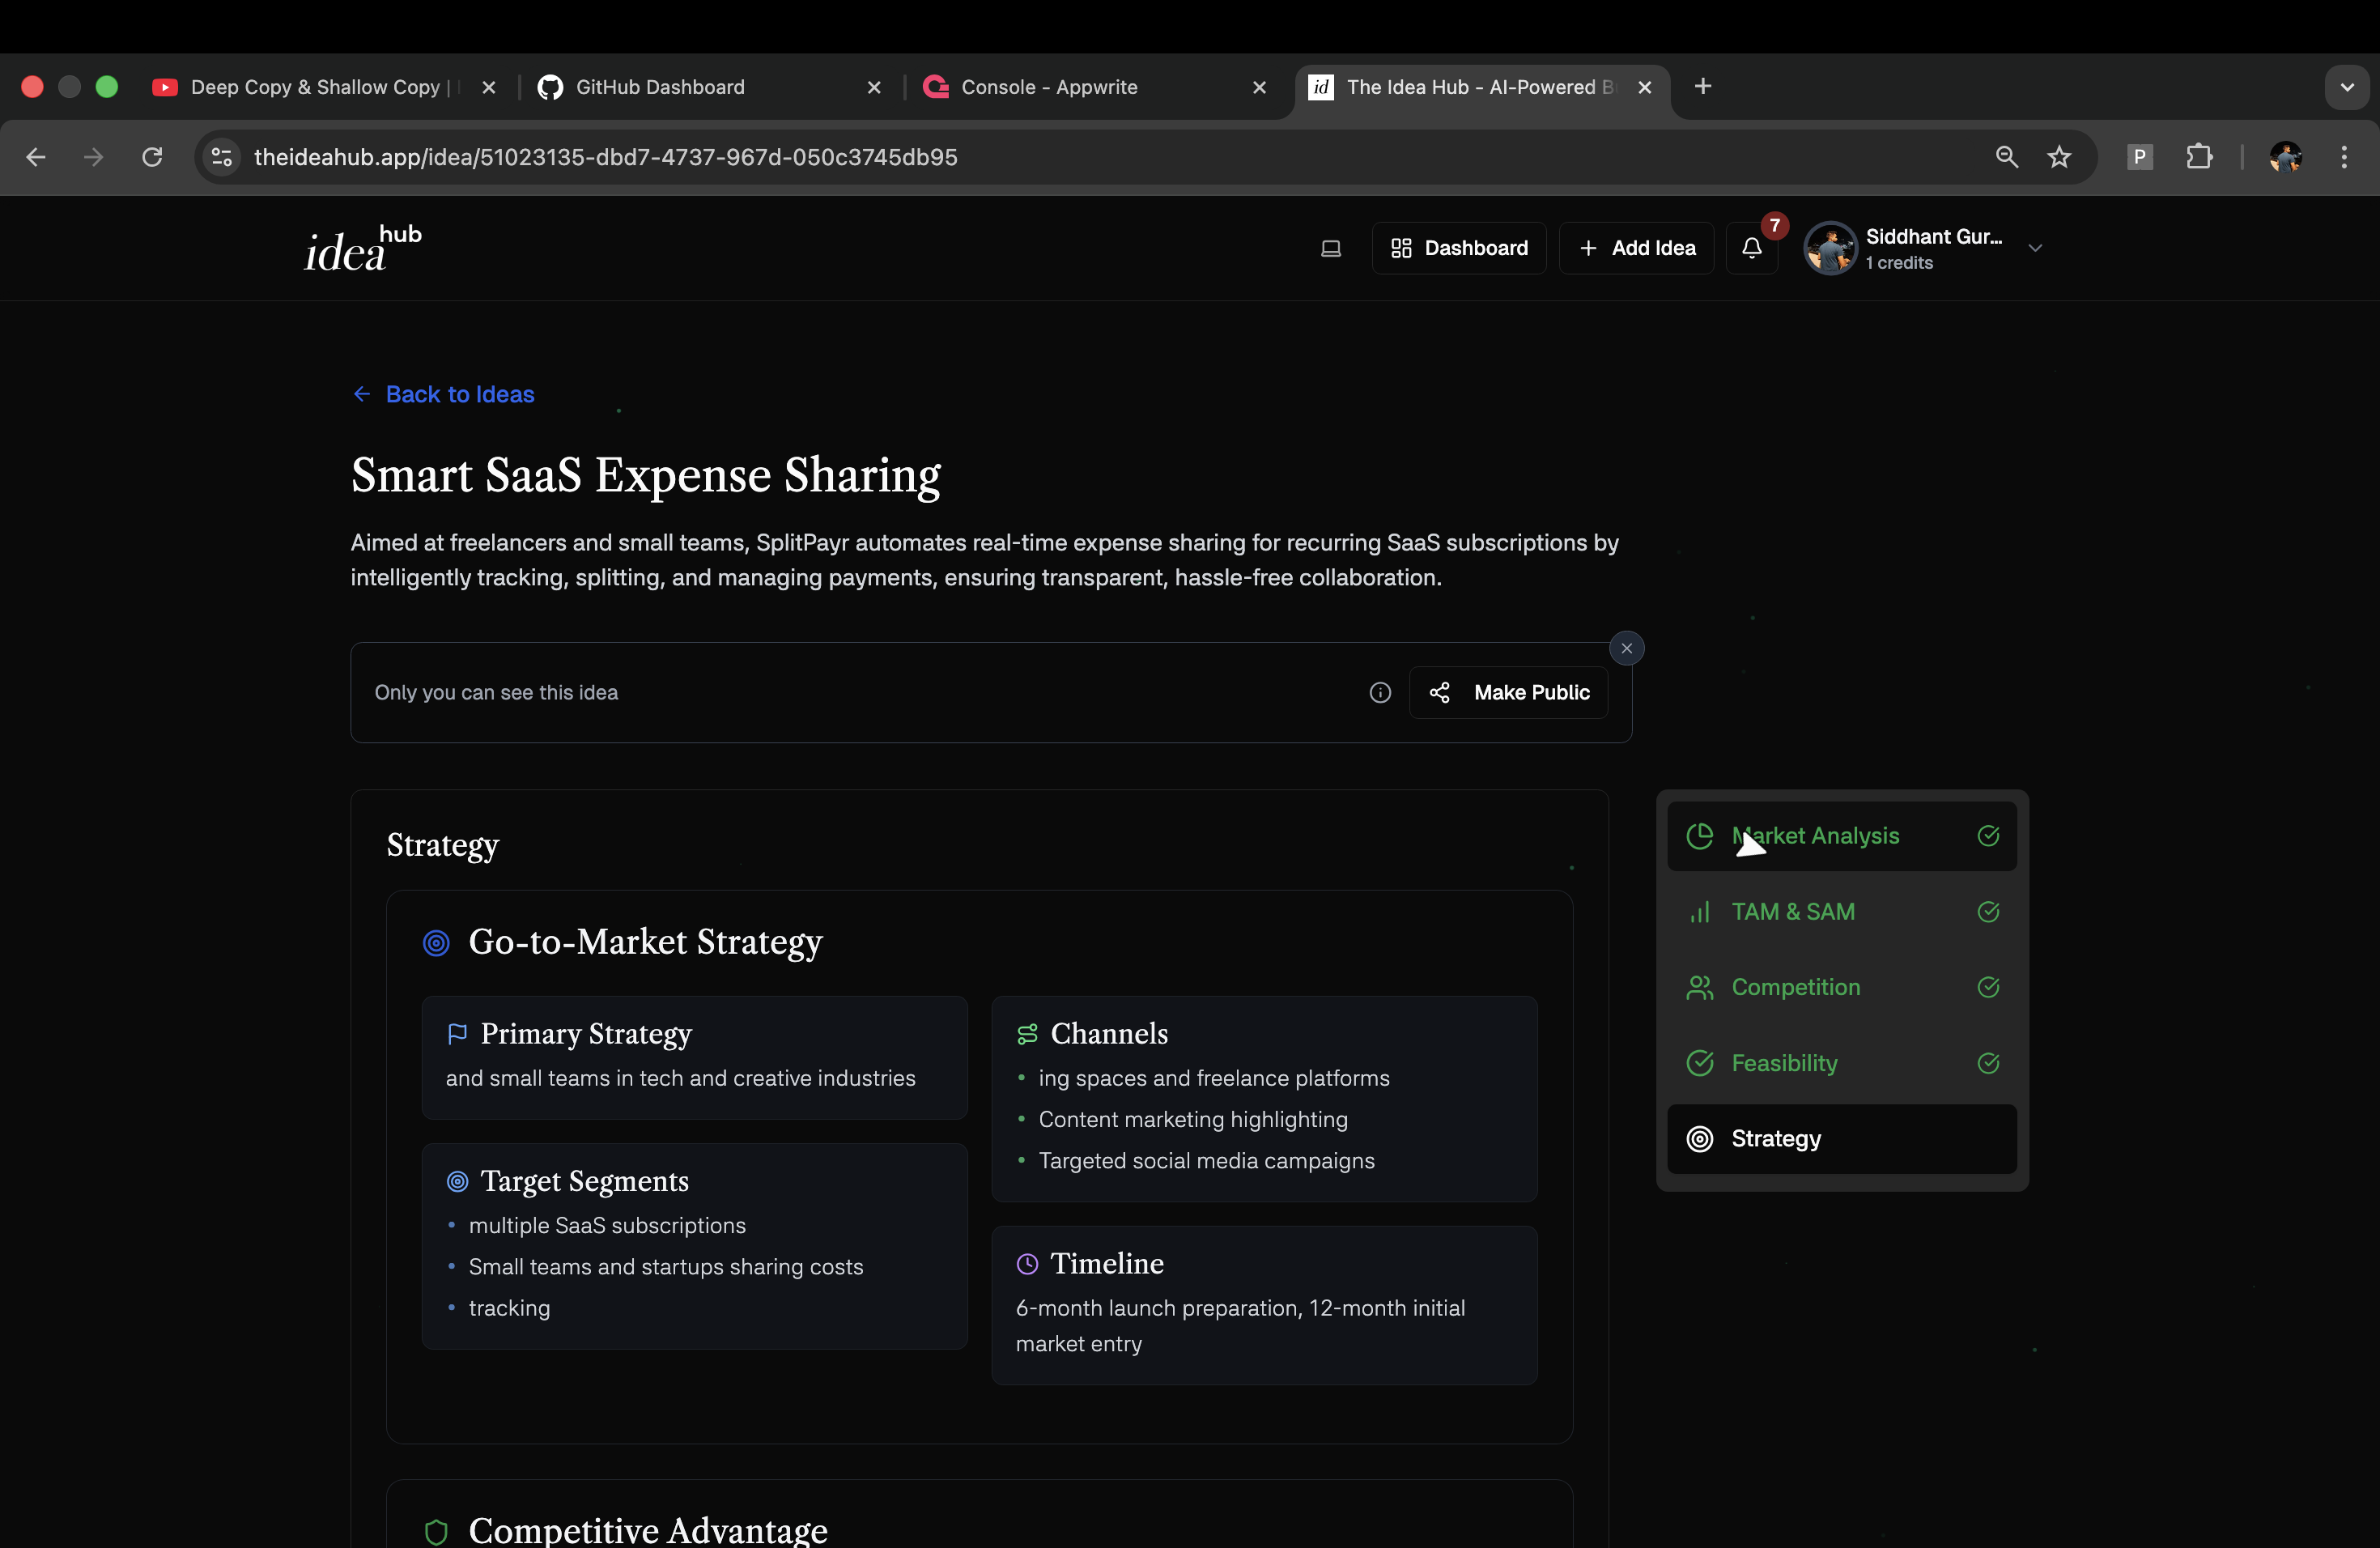 Deep Copy & Shallow Copy |
GitHub Dashboard
Console - Appwrite
id
The Idea Hub - AI-Powered B
theideahub.app/idea/51023135-dbd7-4737-967d-050c3745db95
P
idea hub
Dashboard
Add Idea
7
Siddhant Gur...
1 credits
Back to Ideas
Smart SaaS Expense Sharing
Aimed at freelancers and small teams, SplitPayr automates real-time expense sharing for recurring SaaS subscriptions by
intelligently tracking, splitting, and managing payments, ensuring transparent, hassle-free collaboration.
Only you can see this idea
Make Public
Strategy
Go-to-Market Strategy
Primary Strategy
and small teams in tech and creative industries
Target Segments
• multiple SaaS subscriptions
• Small teams and startups sharing costs
• tracking
Channels
• ing spaces and freelance platforms
• Content marketing highlighting
• Targeted social media campaigns
Timeline
6-month launch preparation, 12-month initial
market entry
Competitive Advantage
Market Analysis
TAM & SAM
Competition
Feasibility
Strategy